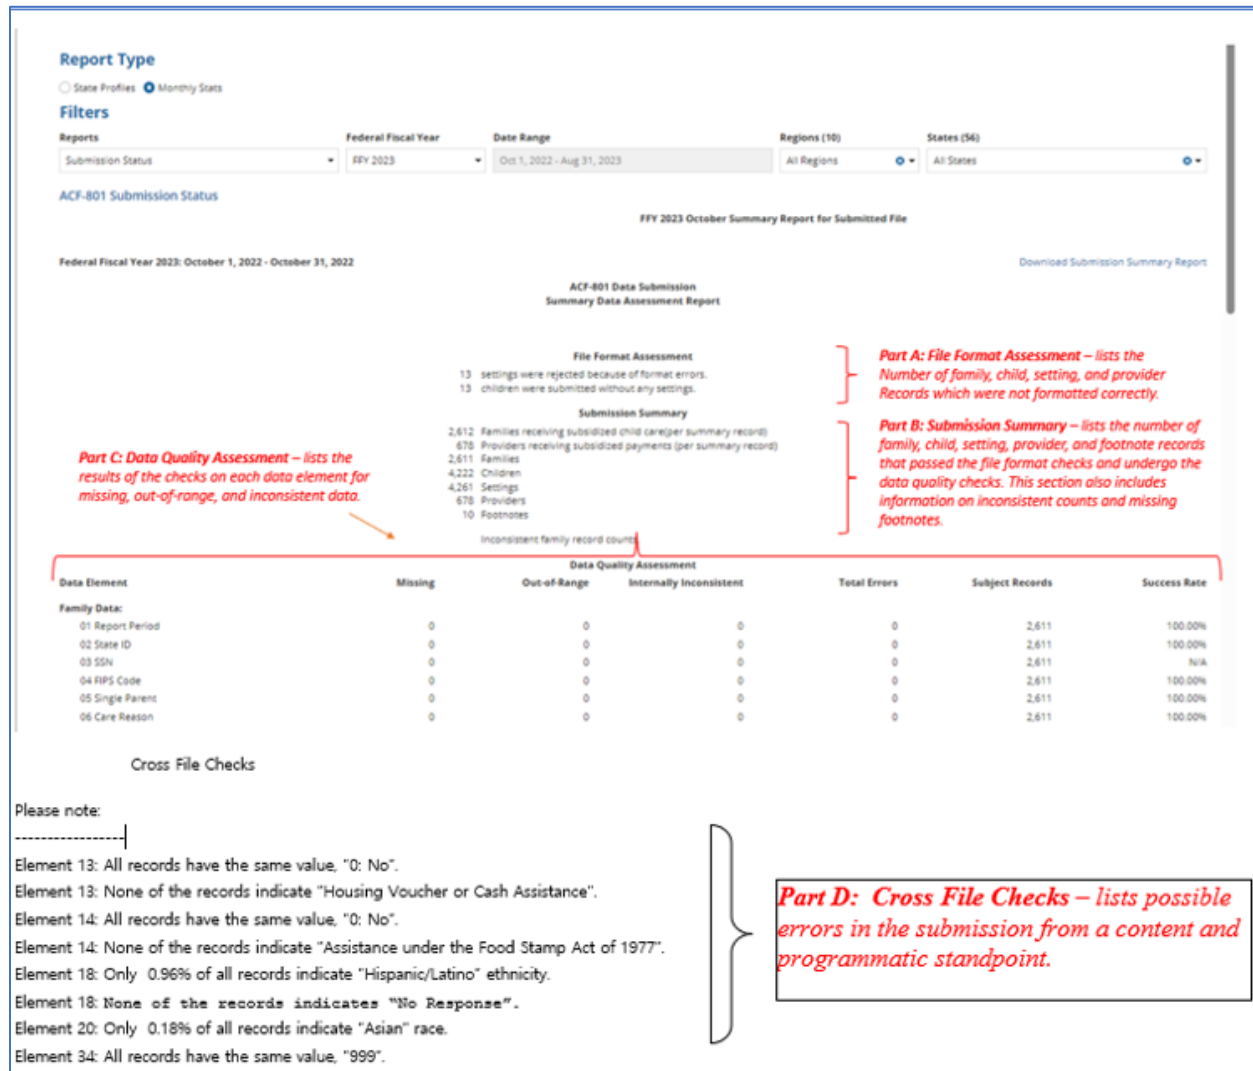 Report Type
State Profiles Monthly Stats
Filters
Reports Federal Fiscal Year Date Range Regions (10) States (56)
Submission Status FFY 2023 Oct 1, 2022 - Aug 31, 2023 All Regions All States
ACF-801 Submission Status
FFY 2023 October Summary Report for Submitted File
Federal Fiscal Year 2023: October 1, 2022 - October 31, 2022 Download Submission Summary Report
ACF-801 Data Submission
Summary Data Assessment Report
File Format Assessment
13 settings were rejected because of format errors.
13 children were submitted without any settings.
Part A: File Format Assessment – lists the
Number of family, child, setting, and provider
Records which were not formatted correctly.
Submission Summary
2,612 Families receiving subsidized child care(per summary record)
678 Providers receiving subsidized payments (per summary record)
2,611 Families
4,222 Children
4,261 Settings
678 Providers
10 Footnotes
Inconsistent family record counts
Part B: Submission Summary – lists the number of
family, child, setting, provider, and footnote records
that passed the file format checks and undergo the
data quality checks. This section also includes
information on inconsistent counts and missing
footnotes.
Part C: Data Quality Assessment – lists the
results of the checks on each data element for
missing, out-of-range, and inconsistent data.
Data Quality Assessment
Data Element Missing Out-of-Range Internally Inconsistent Total Errors Subject Records Success Rate
Family Data:
01 Report Period 0 0 0 0 2,611 100.00%
02 State ID 0 0 0 0 2,611 100.00%
03 SSN 0 0 0 0 2,611 N/A
04 FIPS Code 0 0 0 0 2,611 100.00%
05 Single Parent 0 0 0 0 2,611 100.00%
06 Care Reason 0 0 0 0 2,611 100.00%
Cross File Checks
Please note:
-----------------
Element 13: All records have the same value, "0: No".
Element 13: None of the records indicate "Housing Voucher or Cash Assistance".
Element 14: All records have the same value, "0: No".
Element 14: None of the records indicate "Assistance under the Food Stamp Act of 1977".
Element 18: Only 0.96% of all records indicate "Hispanic/Latino" ethnicity.
Element 18: None of the records indicates "No Response".
Element 20: Only 0.18% of all records indicate "Asian" race.
Element 34: All records have the same value, "999".
Part D: Cross File Checks – lists possible
errors in the submission from a content and
programmatic standpoint.